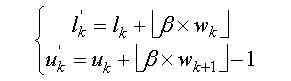 l'_k = l_k + ⌊β × w_k⌋
u'_k = u_k + ⌊β × w_{k+1}⌋ − 1